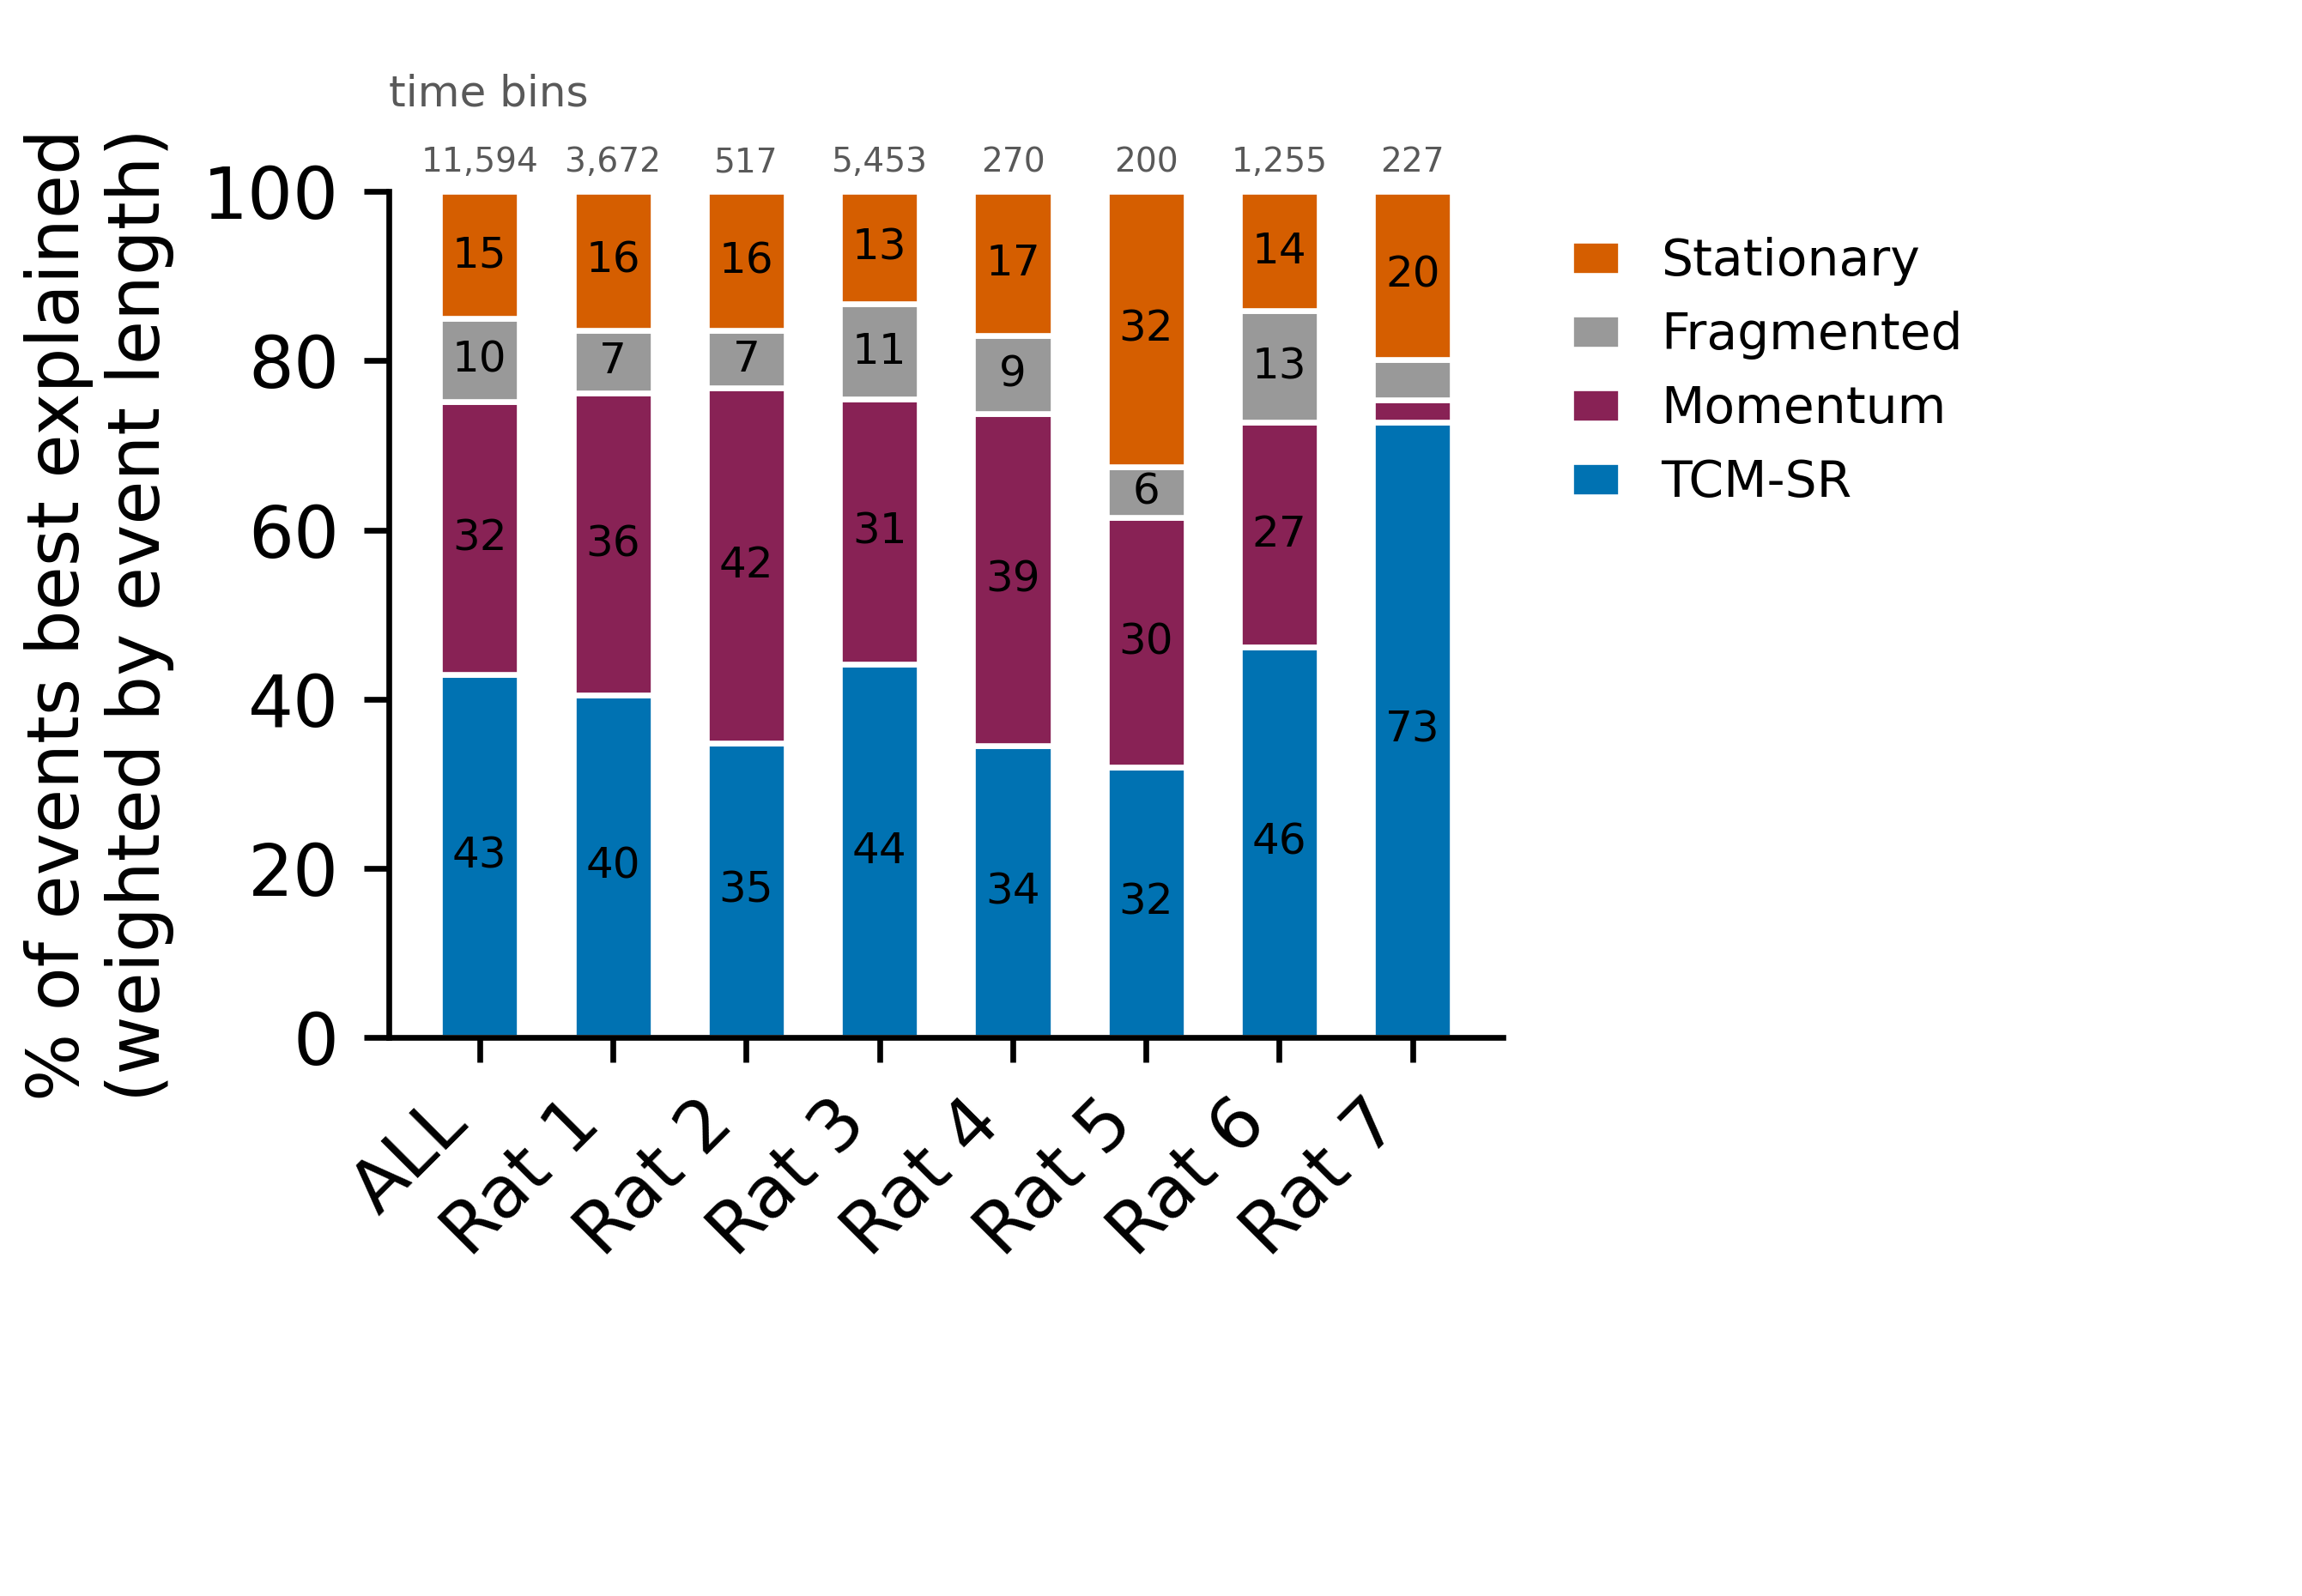 time bins
11,594 3,672 517 5,453 270 200 1,255 227
% of events best explained
(weighted by event length)
100
80
60
40
20
0
15 16 16 13 17 32 14 20
10 7 7 11 9 6 13
32 36 42 31 39 30 27
43 40 35 44 34 32 46 73
ALL
Rat 1
Rat 2
Rat 3
Rat 4
Rat 5
Rat 6
Rat 7
Stationary
Fragmented
Momentum
TCM-SR